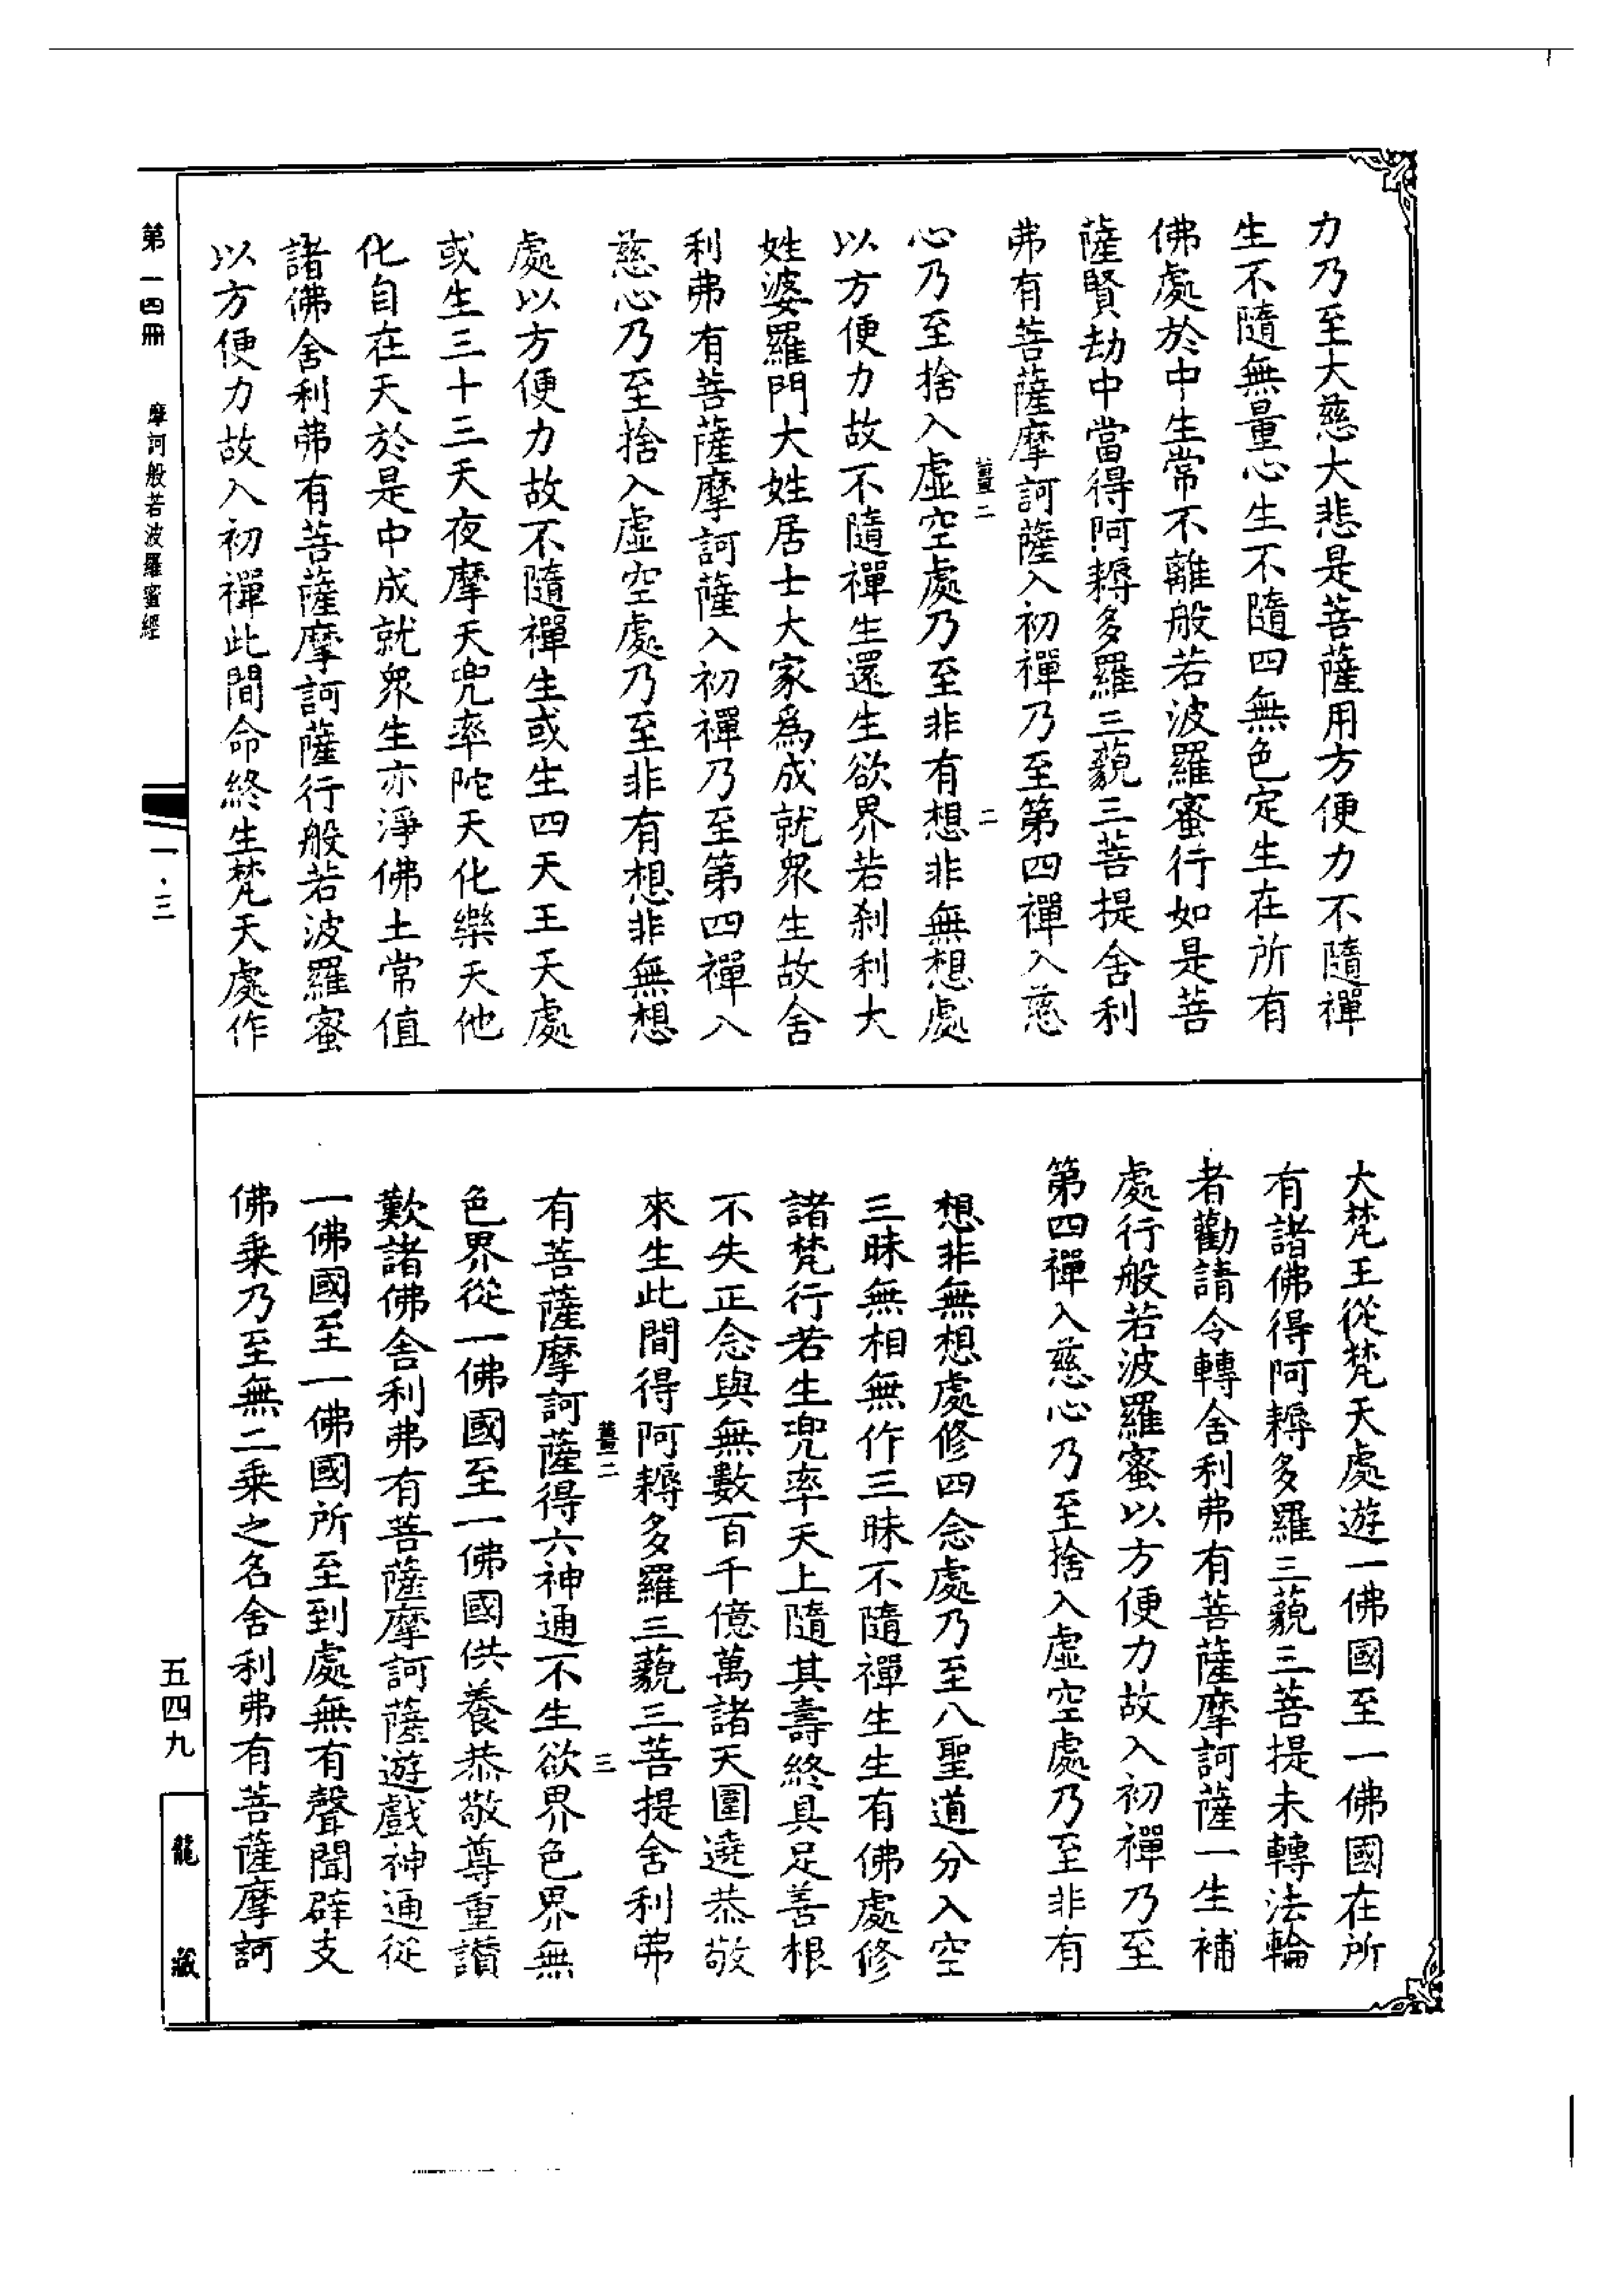 力乃至大慈大悲是菩薩用方便力不隨禪
生不隨無量心生不隨四無色定生在所有
佛處於中生常不離般若波羅蜜行如是菩
薩賢劫中當得阿耨多羅三藐三菩提舍利
弗有菩薩摩訶薩入初禪乃至第四禪入慈
薑二
二
心乃至捨入虛空處乃至非有想非無想處
以方便力故不隨禪生還生欲界若剎利大
姓婆羅門大姓居士大家為成就眾生故舍
利弗有菩薩摩訶薩入初禪乃至第四禪入
慈心乃至捨入虛空處乃至非有想非無想
處以方便力故不隨禪生或生四天王天處
或生三十三天夜摩天兜率陀天化樂天他
化自在天於是中成就眾生亦淨佛土常值
諸佛舍利弗有菩薩摩訶薩行般若波羅蜜
以方便力故入初禪此間命終生梵天處作
大梵王從梵天處遊一佛國至一佛國在所
有諸佛得阿耨多羅三藐三菩提未轉法輪
者勸請令轉舍利弗有菩薩摩訶薩一生補
處行般若波羅蜜以方便力故入初禪乃至
第四禪入慈心乃至捨入虛空處乃至非有
想非無想處修四念處乃至八聖道分入空
三昧無相無作三昧不隨禪生生有佛處修
諸梵行若生兜率天上隨其壽終具足善根
不失正念與無數百千億萬諸天圍遶恭敬
來生此間得阿耨多羅三藐三菩提舍利弗
薑二
三
有菩薩摩訶薩得六神通不生欲界色界無
色界從一佛國至一佛國供養恭敬尊重讚
歎諸佛舍利弗有菩薩摩訶薩遊戲神通從
一佛國至一佛國所至到處無有聲聞辟支
佛乘乃至無二乘之名舍利弗有菩薩摩訶
第一四冊
摩訶般若波羅蜜經
一·三
五四九
龍藏